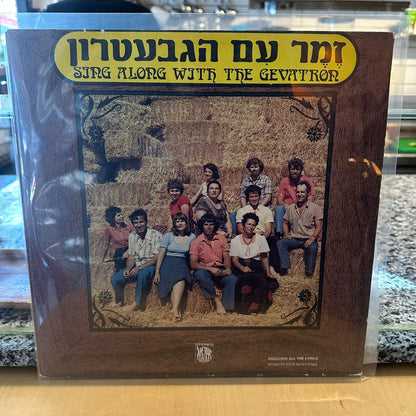 זמר עם הגבעטרון
SING ALONG WITH THE GEVATRON
STEREO
ENCLOSED ALL THE LYRICS